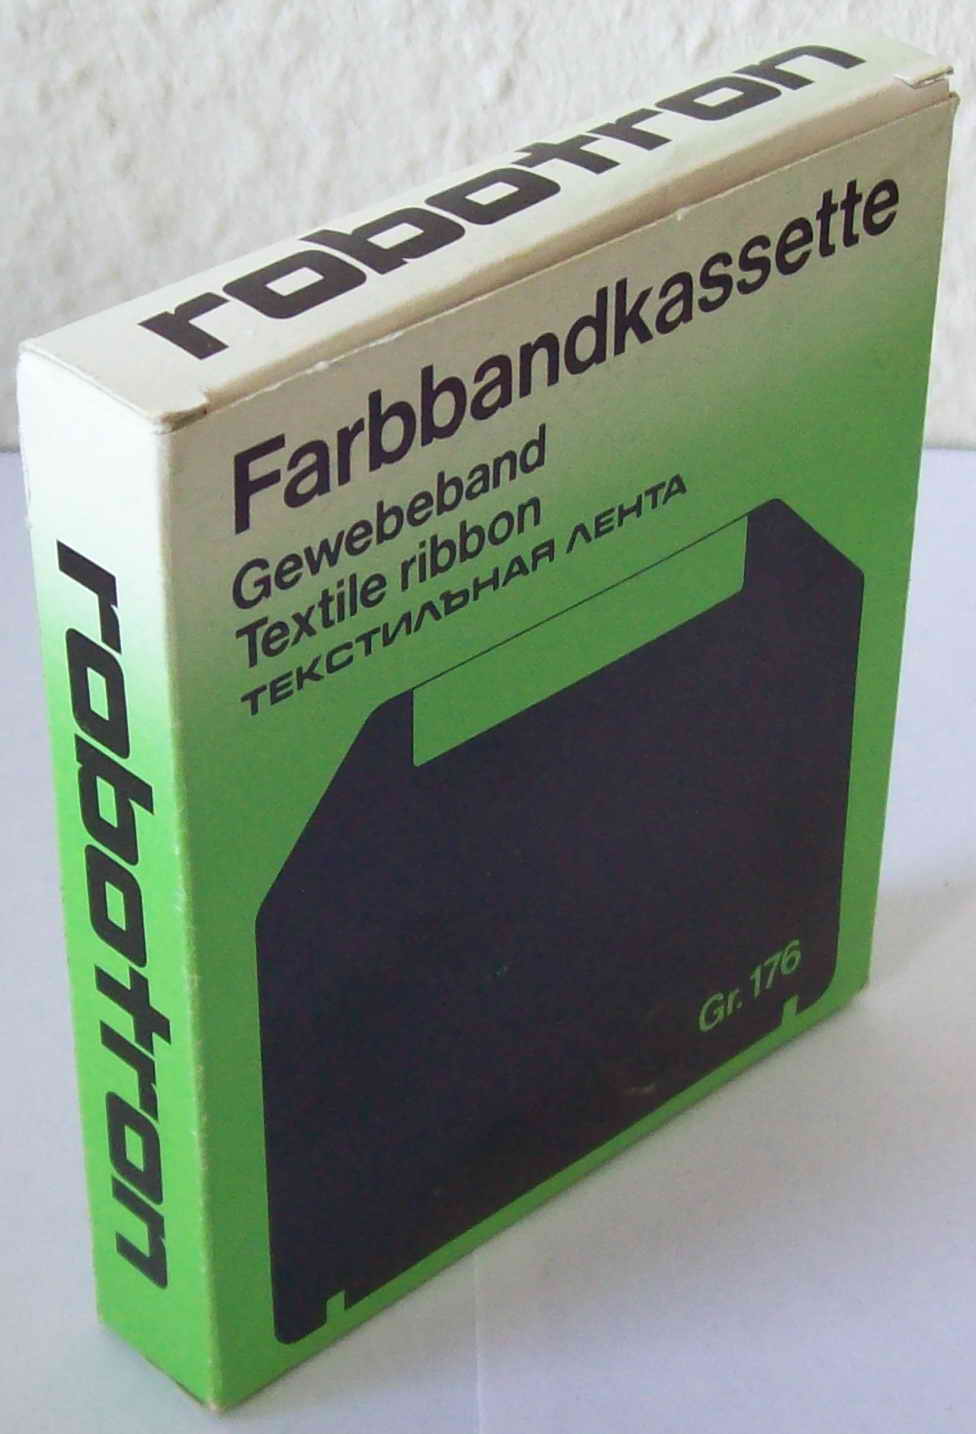 robotron
Farbbandkassette
Gewebeband
Textile ribbon
ТЕКСТИЛЬНАЯ ЛЕНТА
Gr. 176
robotron